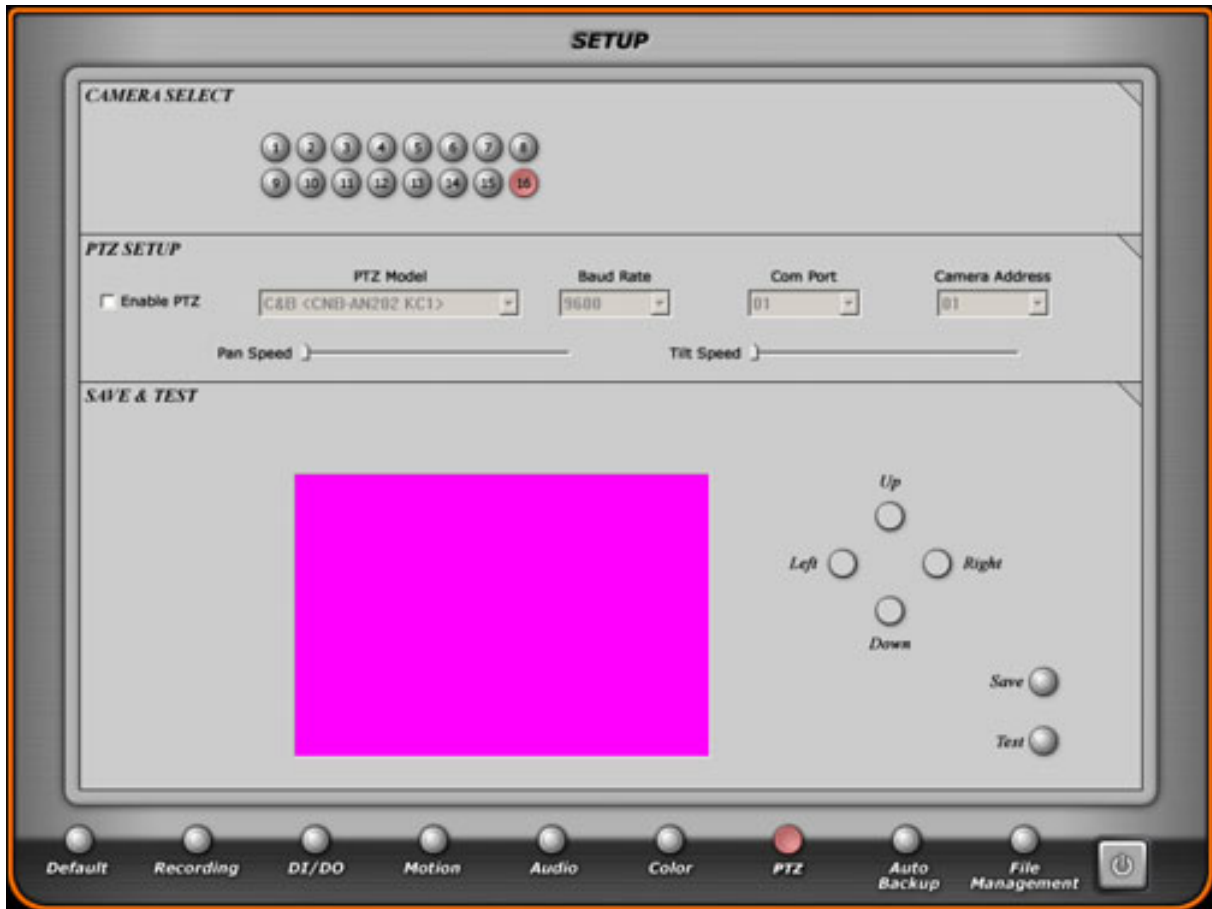 SETUP
CAMERA SELECT
1 2 3 4 5 6 7 8
9 10 11 12 13 14 15 16
PTZ SETUP
PTZ Model Baud Rate Com Port Camera Address
Enable PTZ C&B <CNB-AN202 KC1> 9600 01 01
Pan Speed Tilt Speed
SAVE & TEST
Up
Left Right
Down
Save
Test
Default Recording DI/DO Motion Audio Color PTZ Auto Backup File Management